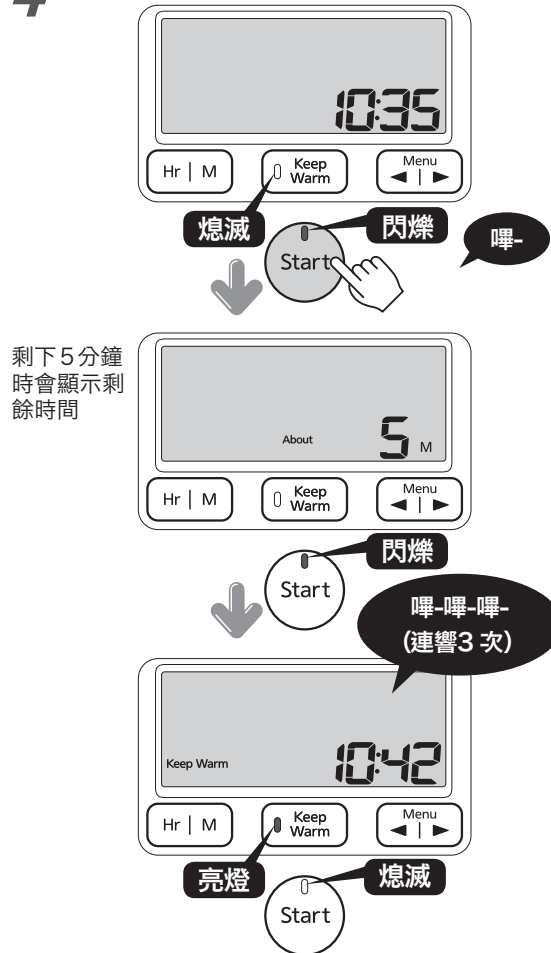 4
10:35
Hr | M
Keep
Warm
Menu
◀ | ▶
熄滅
閃爍
Start
嗶-
剩下5分鐘
時會顯示剩
餘時間
About
5 M
Hr | M
Keep
Warm
Menu
◀ | ▶
閃爍
Start
嗶-嗶-嗶-
(連響3 次)
Keep Warm
10:42
Hr | M
Keep
Warm
Menu
◀ | ▶
亮燈
熄滅
Start